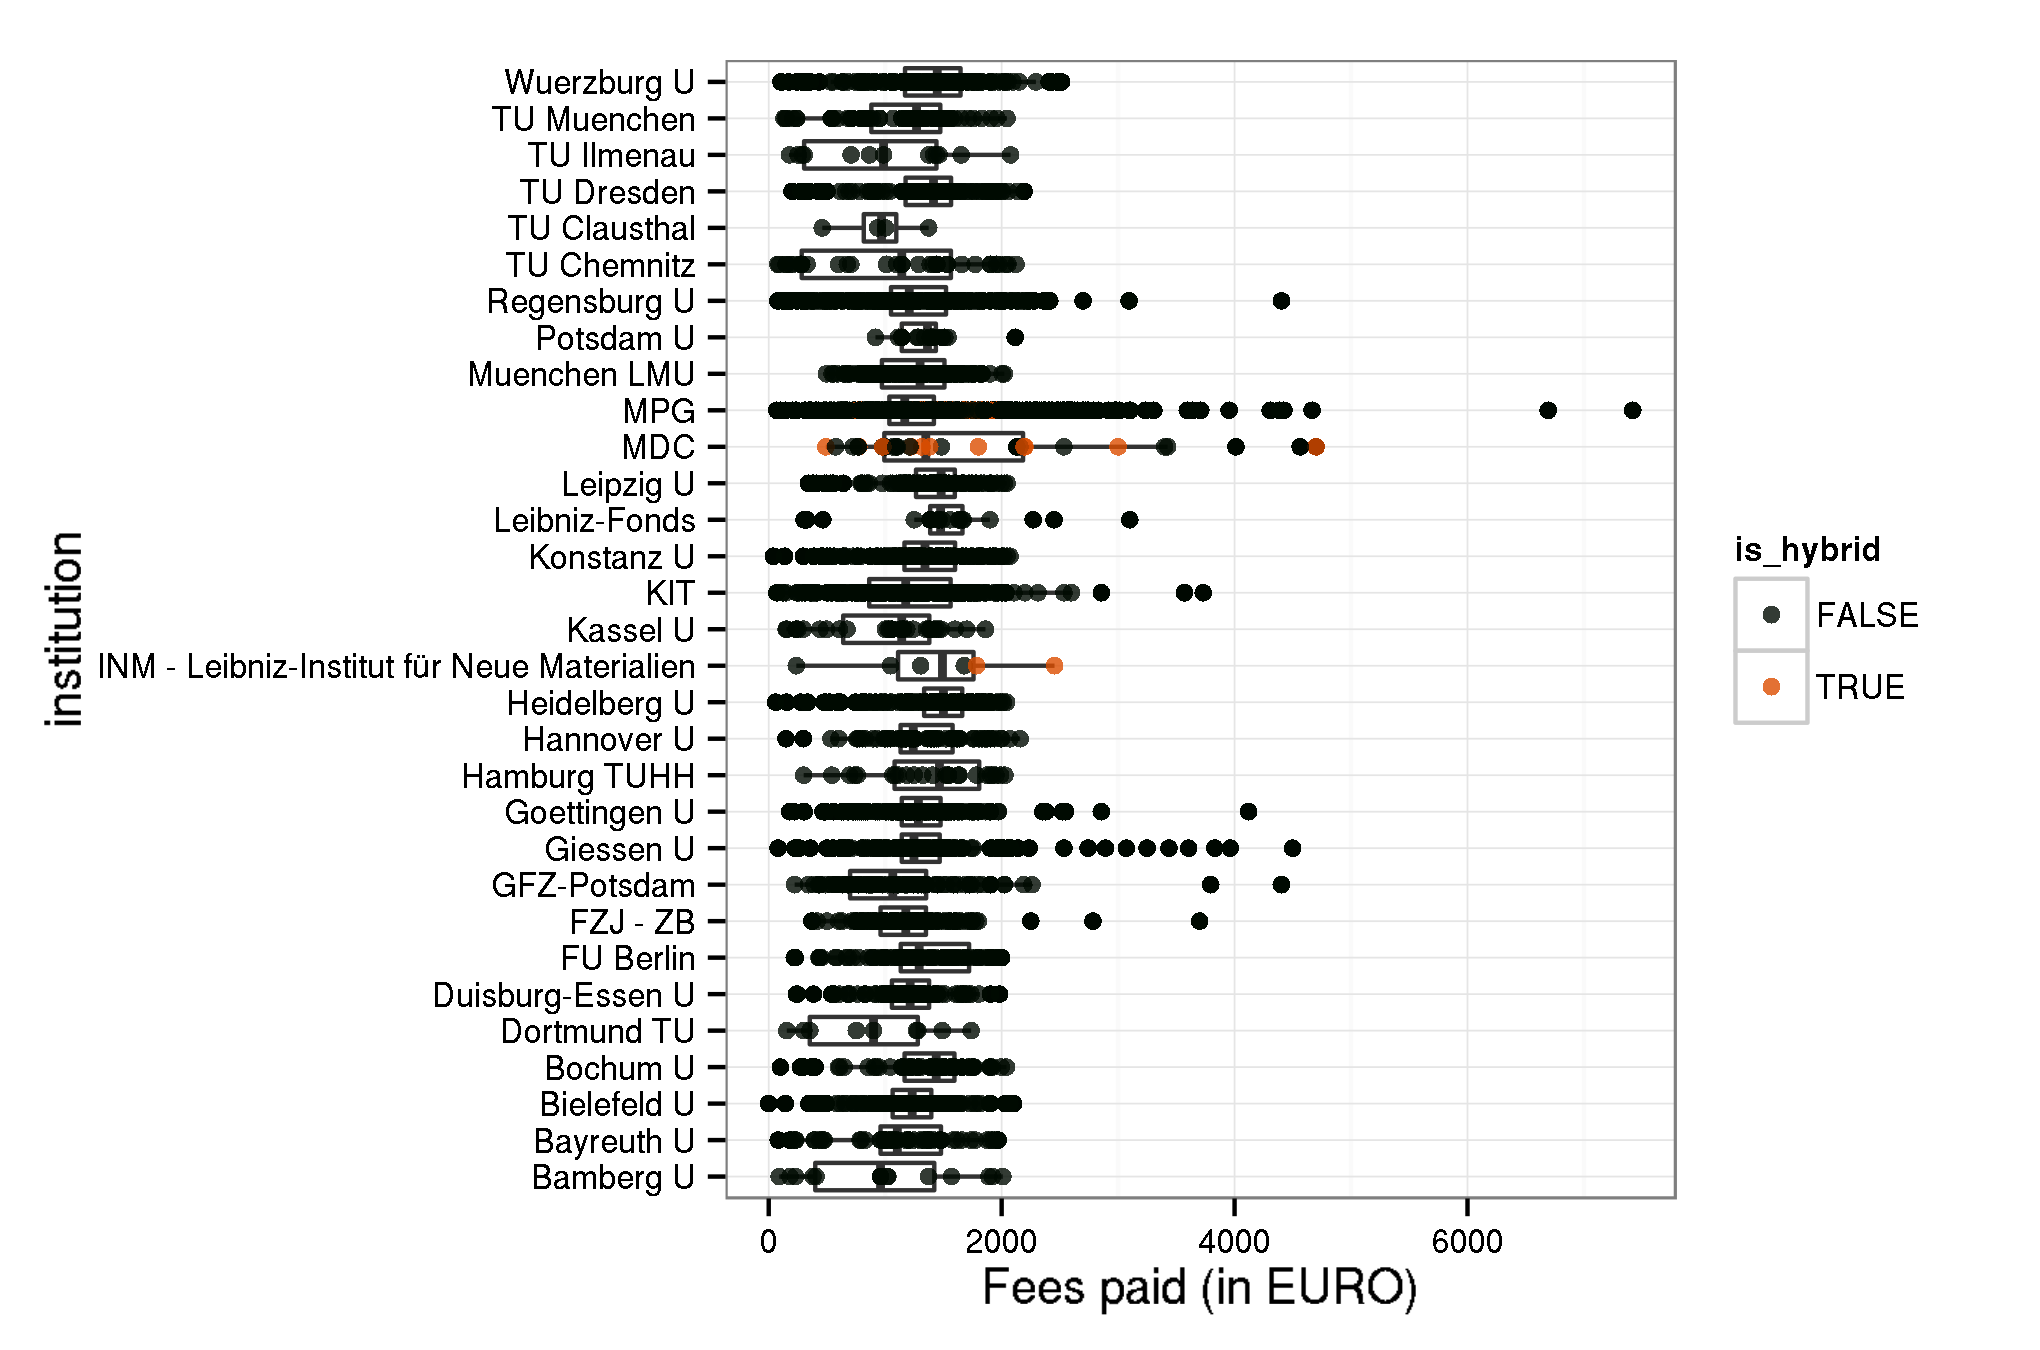 Wuerzburg U
TU Muenchen
TU Ilmenau
TU Dresden
TU Clausthal
TU Chemnitz
Regensburg U
Potsdam U
Muenchen LMU
MPG
MDC
Leipzig U
Leibniz-Fonds
Konstanz U
KIT
Kassel U
INM - Leibniz-Institut für Neue Materialien
Heidelberg U
Hannover U
Hamburg TUHH
Goettingen U
Giessen U
GFZ-Potsdam
FZJ - ZB
FU Berlin
Duisburg-Essen U
Dortmund TU
Bochum U
Bielefeld U
Bayreuth U
Bamberg U
institution
0 2000 4000 6000
Fees paid (in EURO)
is_hybrid
FALSE
TRUE